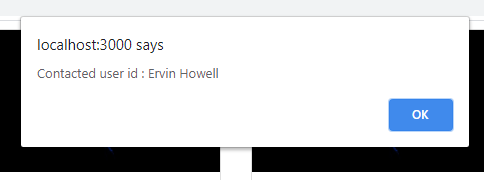 localhost:3000 says
Contacted user id : Ervin Howell
OK